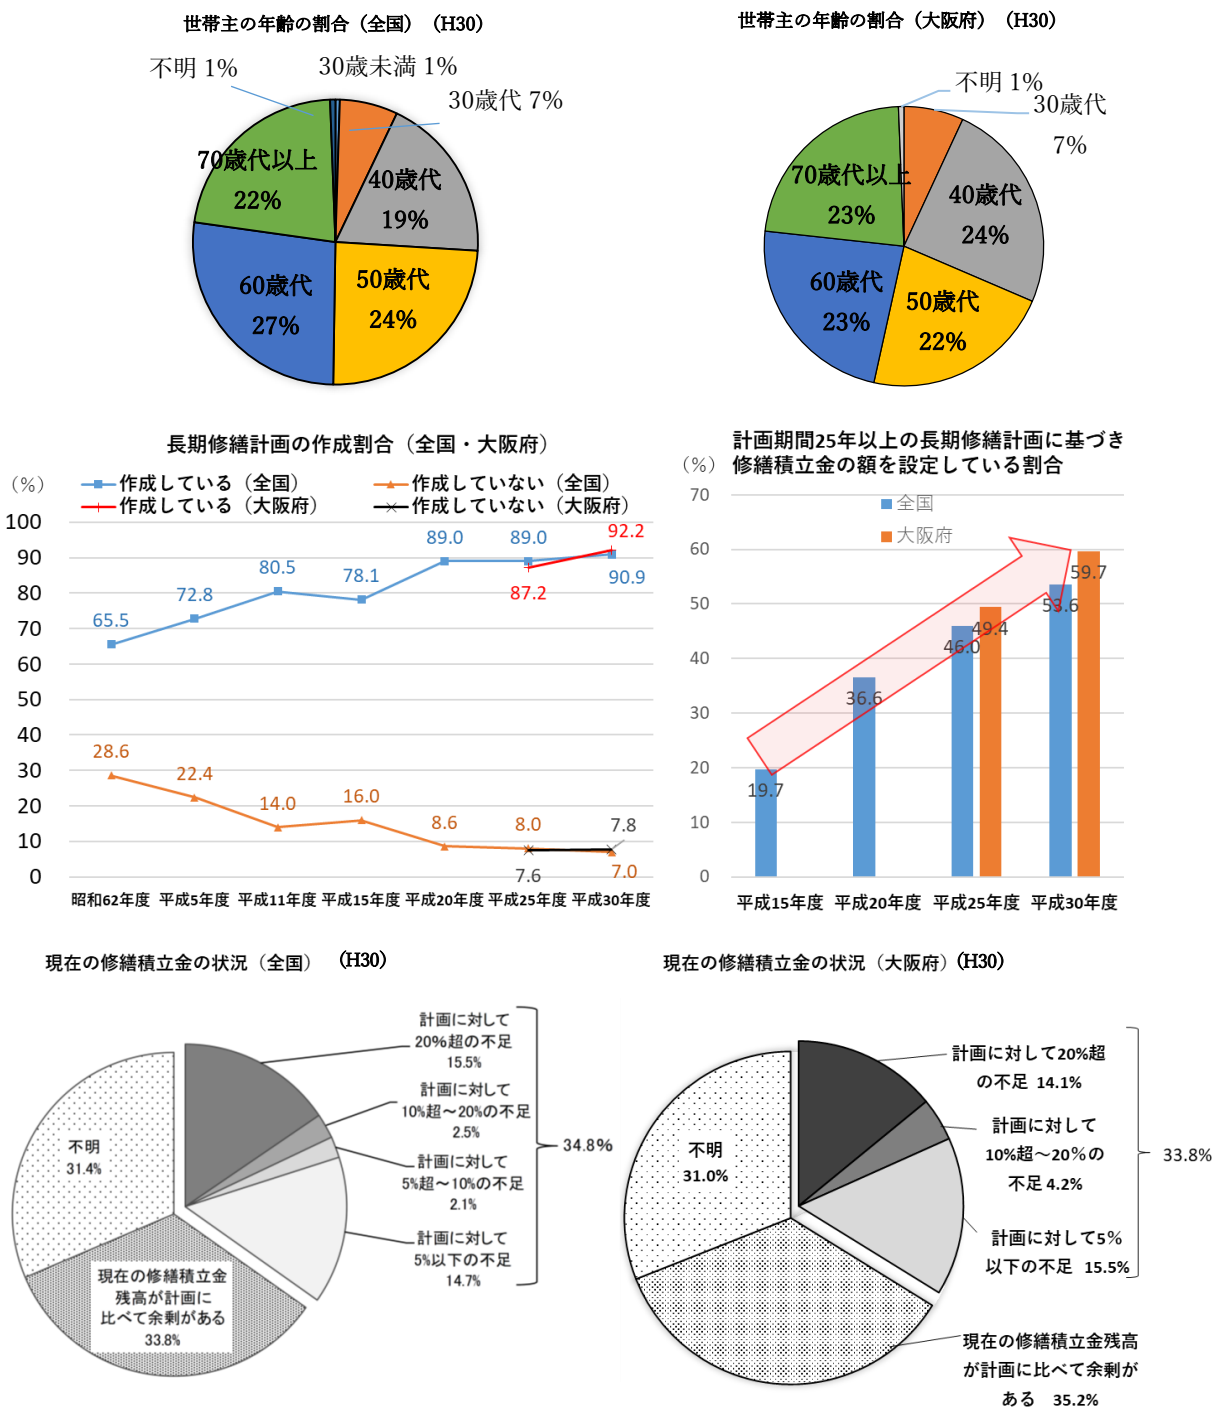 世帯主の年齢の割合（全国）（H30）
不明 1%
30歳未満 1%
30歳代 7%
40歳代
19%
50歳代
24%
60歳代
27%
70歳代以上
22%
世帯主の年齢の割合（大阪府）（H30）
不明 1%
30歳代
7%
40歳代
24%
50歳代
22%
60歳代
23%
70歳代以上
23%
長期修繕計画の作成割合（全国・大阪府）
（%）
作成している（全国）
作成していない（全国）
作成している（大阪府）
作成していない（大阪府）
100
90
80
70
60
50
40
30
20
10
0
65.5
72.8
80.5
78.1
89.0
89.0
90.9
87.2
92.2
28.6
22.4
14.0
16.0
8.6
8.0
7.0
7.6
7.8
昭和62年度 平成5年度 平成11年度 平成15年度 平成20年度 平成25年度 平成30年度
計画期間25年以上の長期修繕計画に基づき
修繕積立金の額を設定している割合
（%）
全国
大阪府
70
60
50
40
30
20
10
0
19.7
36.6
46.0
49.4
53.6
59.7
平成15年度 平成20年度 平成25年度 平成30年度
現在の修繕積立金の状況（全国）（H30）
計画に対して
20%超の不足
15.5%
計画に対して
10%超～20%の不足
2.5%
計画に対して
5%超～10%の不足
2.1%
計画に対して
5%以下の不足
14.7%
34.8%
不明
31.4%
現在の修繕積立金
残高が計画に
比べて余剰がある
33.8%
現在の修繕積立金の状況（大阪府）（H30）
計画に対して20%超
の不足 14.1%
計画に対して
10%超～20%の
不足 4.2%
計画に対して5%
以下の不足 15.5%
33.8%
不明
31.0%
現在の修繕積立金残高
が計画に比べて余剰が
ある 35.2%